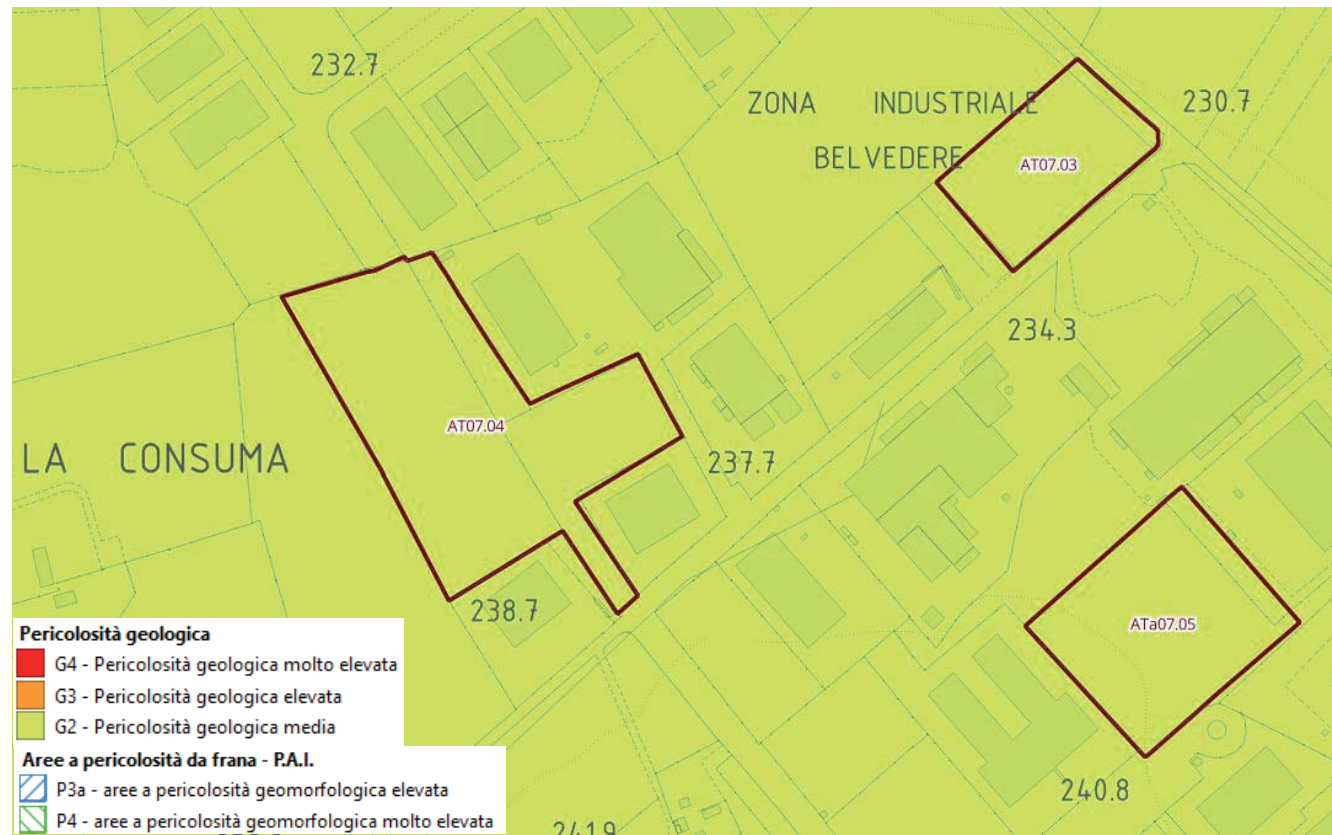 232.7
ZONA INDUSTRIALE
230.7
BELVEDERE
AT07.03
234.3
AT07.04
LA CONSUMA
237.7
238.7
ATa07.05
240.8
241.9
Pericolosità geologica
G4 - Pericolosità geologica molto elevata
G3 - Pericolosità geologica elevata
G2 - Pericolosità geologica media
Aree a pericolosità da frana - P.A.I.
P3a - aree a pericolosità geomorfologica elevata
P4 - aree a pericolosità geomorfologica molto elevata